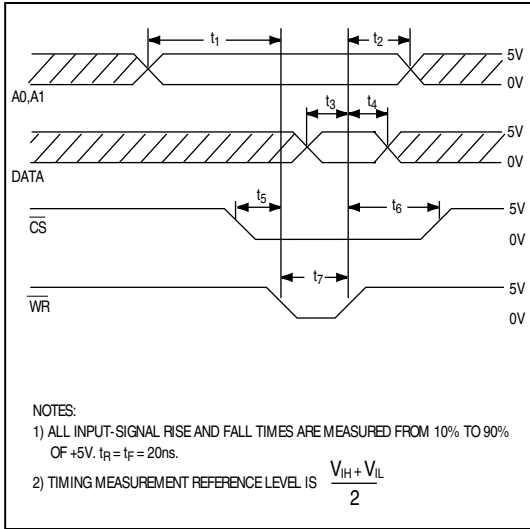 t1
t2
5V
0V
A0,A1
t3
t4
5V
0V
DATA
t5
t6
5V
0V
CS
t7
5V
0V
WR
NOTES:
1) ALL INPUT-SIGNAL RISE AND FALL TIMES ARE MEASURED FROM 10% TO 90%
OF +5V. tR = tF = 20ns.
2) TIMING MEASUREMENT REFERENCE LEVEL IS VIH + VIL
2